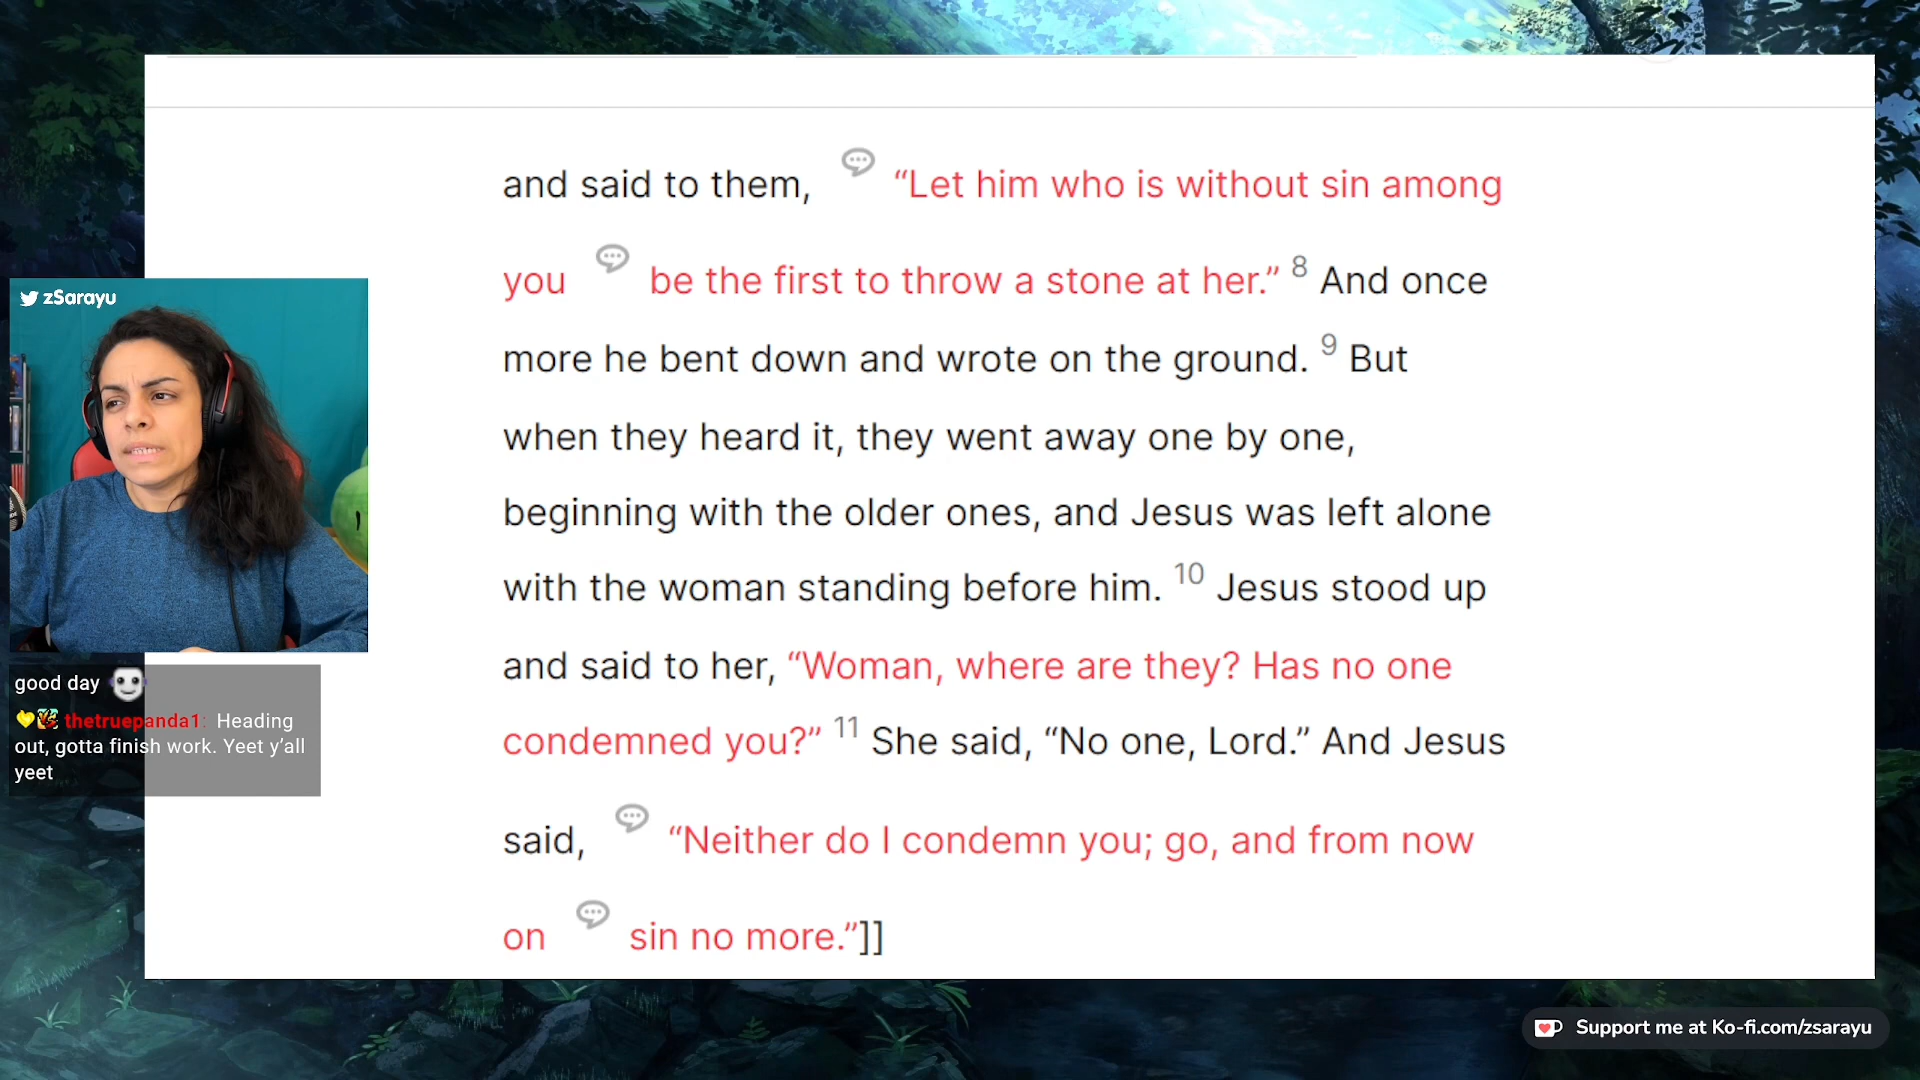 and said to them, “Let him who is without sin among
you be the first to throw a stone at her.” 8 And once
more he bent down and wrote on the ground. 9 But
when they heard it, they went away one by one,
beginning with the older ones, and Jesus was left alone
with the woman standing before him. 10 Jesus stood up
and said to her, “Woman, where are they? Has no one
condemned you?” 11 She said, “No one, Lord.” And Jesus
said, “Neither do I condemn you; go, and from now
on sin no more.”]]
zSarayu
good day
thetruepanda1: Heading
out, gotta finish work. Yeet y’all
yeet
Support me at Ko-fi.com/zsarayu